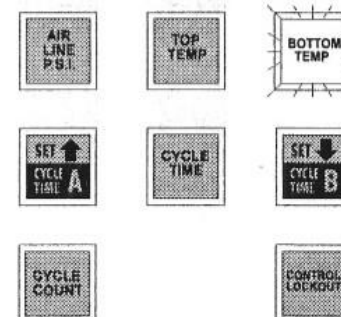 AIR
LINE
P.S.I.
TOP
TEMP
BOTTOM
TEMP
SET
CYCLE
TIME A
CYCLE
TIME
SET
CYCLE
TIME B
CYCLE
COUNT
CONTROL
LOCKOUT